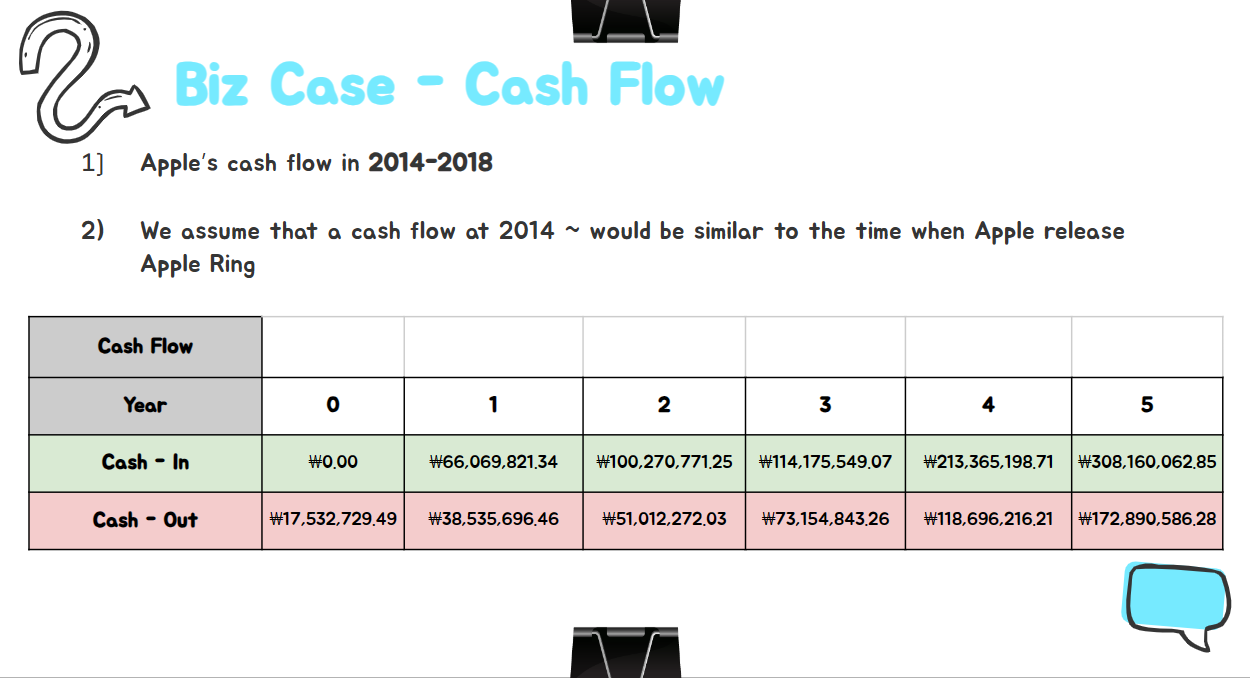 Biz Case - Cash Flow
1) Apple's cash flow in 2014-2018
2) We assume that a cash flow at 2014 ~ would be similar to the time when Apple release
Apple Ring
Cash Flow
Year 0 1 2 3 4 5
Cash - In ₩0.00 ₩66,069,821.34 ₩100,270,771.25 ₩114,175,549.07 ₩213,365,198.71 ₩308,160,062.85
Cash - Out ₩17,532,729.49 ₩38,535,696.46 ₩51,012,272.03 ₩73,154,843.26 ₩118,696,216.21 ₩172,890,586.28